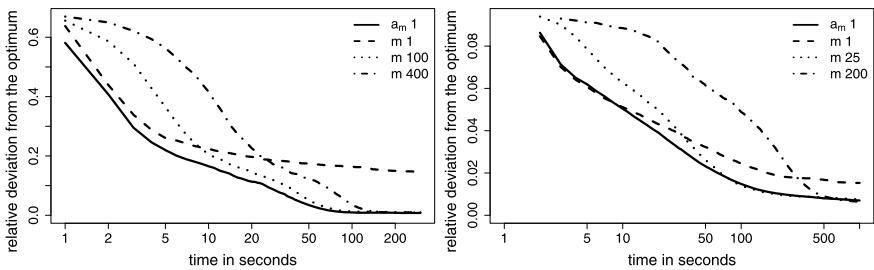 relative deviation from the optimum
0.0 0.2 0.4 0.6
a_m 1
m 1
m 100
m 400
1 2 5 10 20 50 100 200
time in seconds
relative deviation from the optimum
0.00 0.02 0.04 0.06 0.08
a_m 1
m 1
m 25
m 200
1 5 10 50 100 500
time in seconds